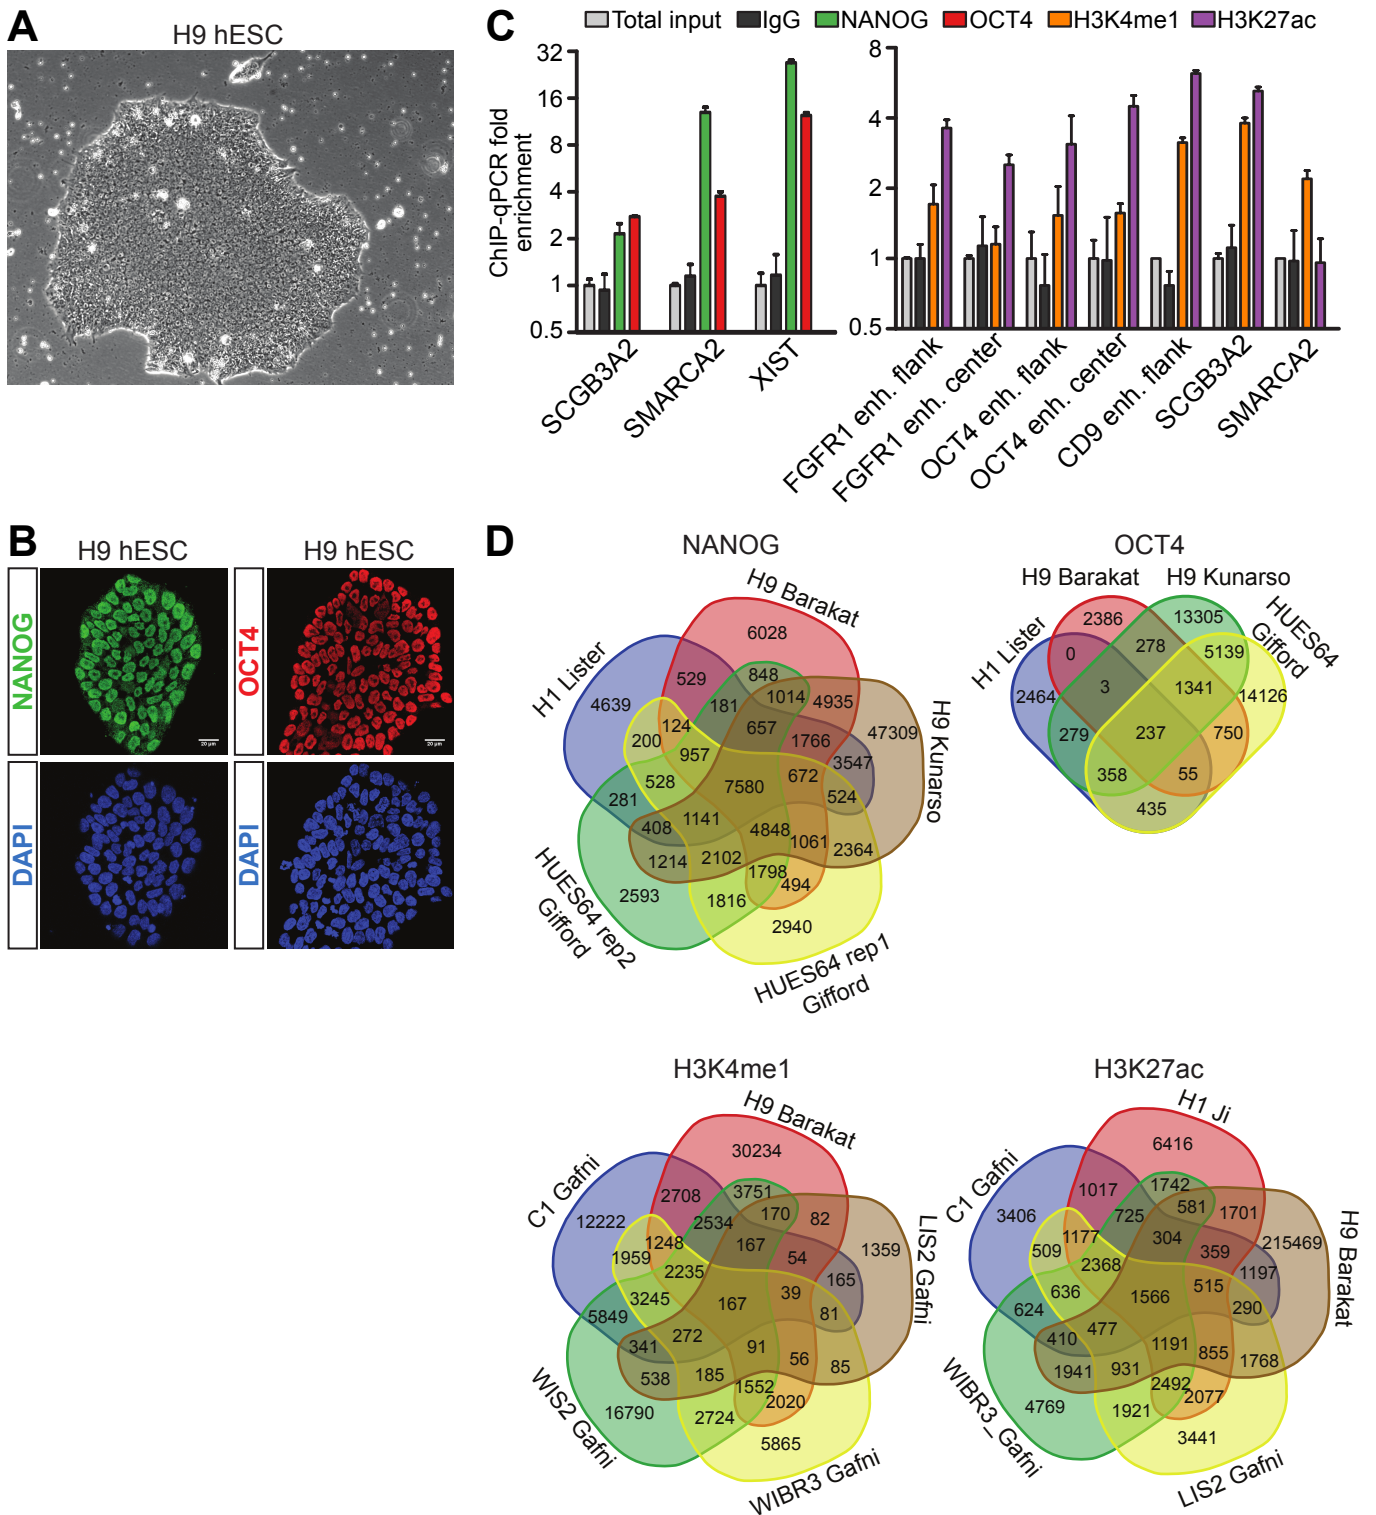 A
H9 hESC
B
H9 hESC
H9 hESC
NANOG
OCT4
20 µm
20 µm
DAPI
DAPI
C
Total input
IgG
NANOG
OCT4
H3K4me1
H3K27ac
ChIP-qPCR fold
enrichment
32
16
8
4
2
1
0.5
SCGB3A2
SMARCA2
XIST
8
4
2
1
0.5
FGFR1 enh. flank
FGFR1 enh. center
OCT4 enh. flank
OCT4 enh. center
CD9 enh. flank
SCGB3A2
SMARCA2
D
NANOG
H9 Barakat
H1 Lister
H9 Kunarso
HUES64 rep2
Gifford
HUES64 rep1
Gifford
6028
529
848
4639
181
1014
4935
124
657
47309
200
957
1766
3547
528
7580
672
281
524
408
1141
4848
1061
2364
1214
2102
1798
494
2593
1816
2940
OCT4
H9 Barakat
H9 Kunarso
H1 Lister
HUES64
Gifford
2386
13305
0
278
5139
2464
3
1341
14126
279
237
750
358
55
435
H3K4me1
H9 Barakat
C1 Gafni
LIS2 Gafni
WIS2 Gafni
WIBR3 Gafni
30234
2708
3751
12222
2534
170
82
1248
167
1359
1959
2235
54
165
3245
167
39
5849
81
341
272
91
56
85
538
185
1552
2020
16790
2724
5865
H3K27ac
H1 Ji
C1 Gafni
H9 Barakat
WIBR3_Gafni
LIS2 Gafni
6416
1017
1742
3406
725
581
1701
1177
304
215469
509
2368
359
1197
636
1566
515
624
290
410
477
1191
855
1768
1941
931
2492
2077
4769
1921
3441